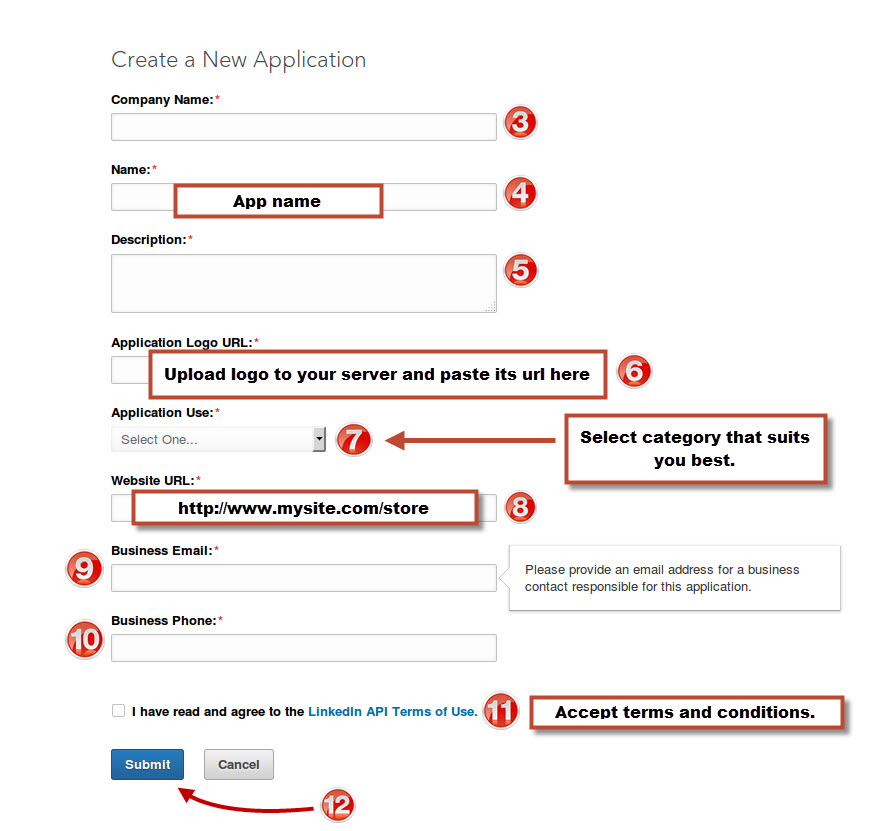 Create a New Application
Company Name:*
3
Name:*
App name
4
Description:*
5
Application Logo URL:*
Upload logo to your server and paste its url here
6
Application Use:*
Select One...
7
Select category that suits
you best.
Website URL:*
http://www.mysite.com/store
8
9
Business Email:*
Please provide an email address for a business
contact responsible for this application.
10
Business Phone:*
I have read and agree to the LinkedIn API Terms of Use.
11
Accept terms and conditions.
Submit
Cancel
12